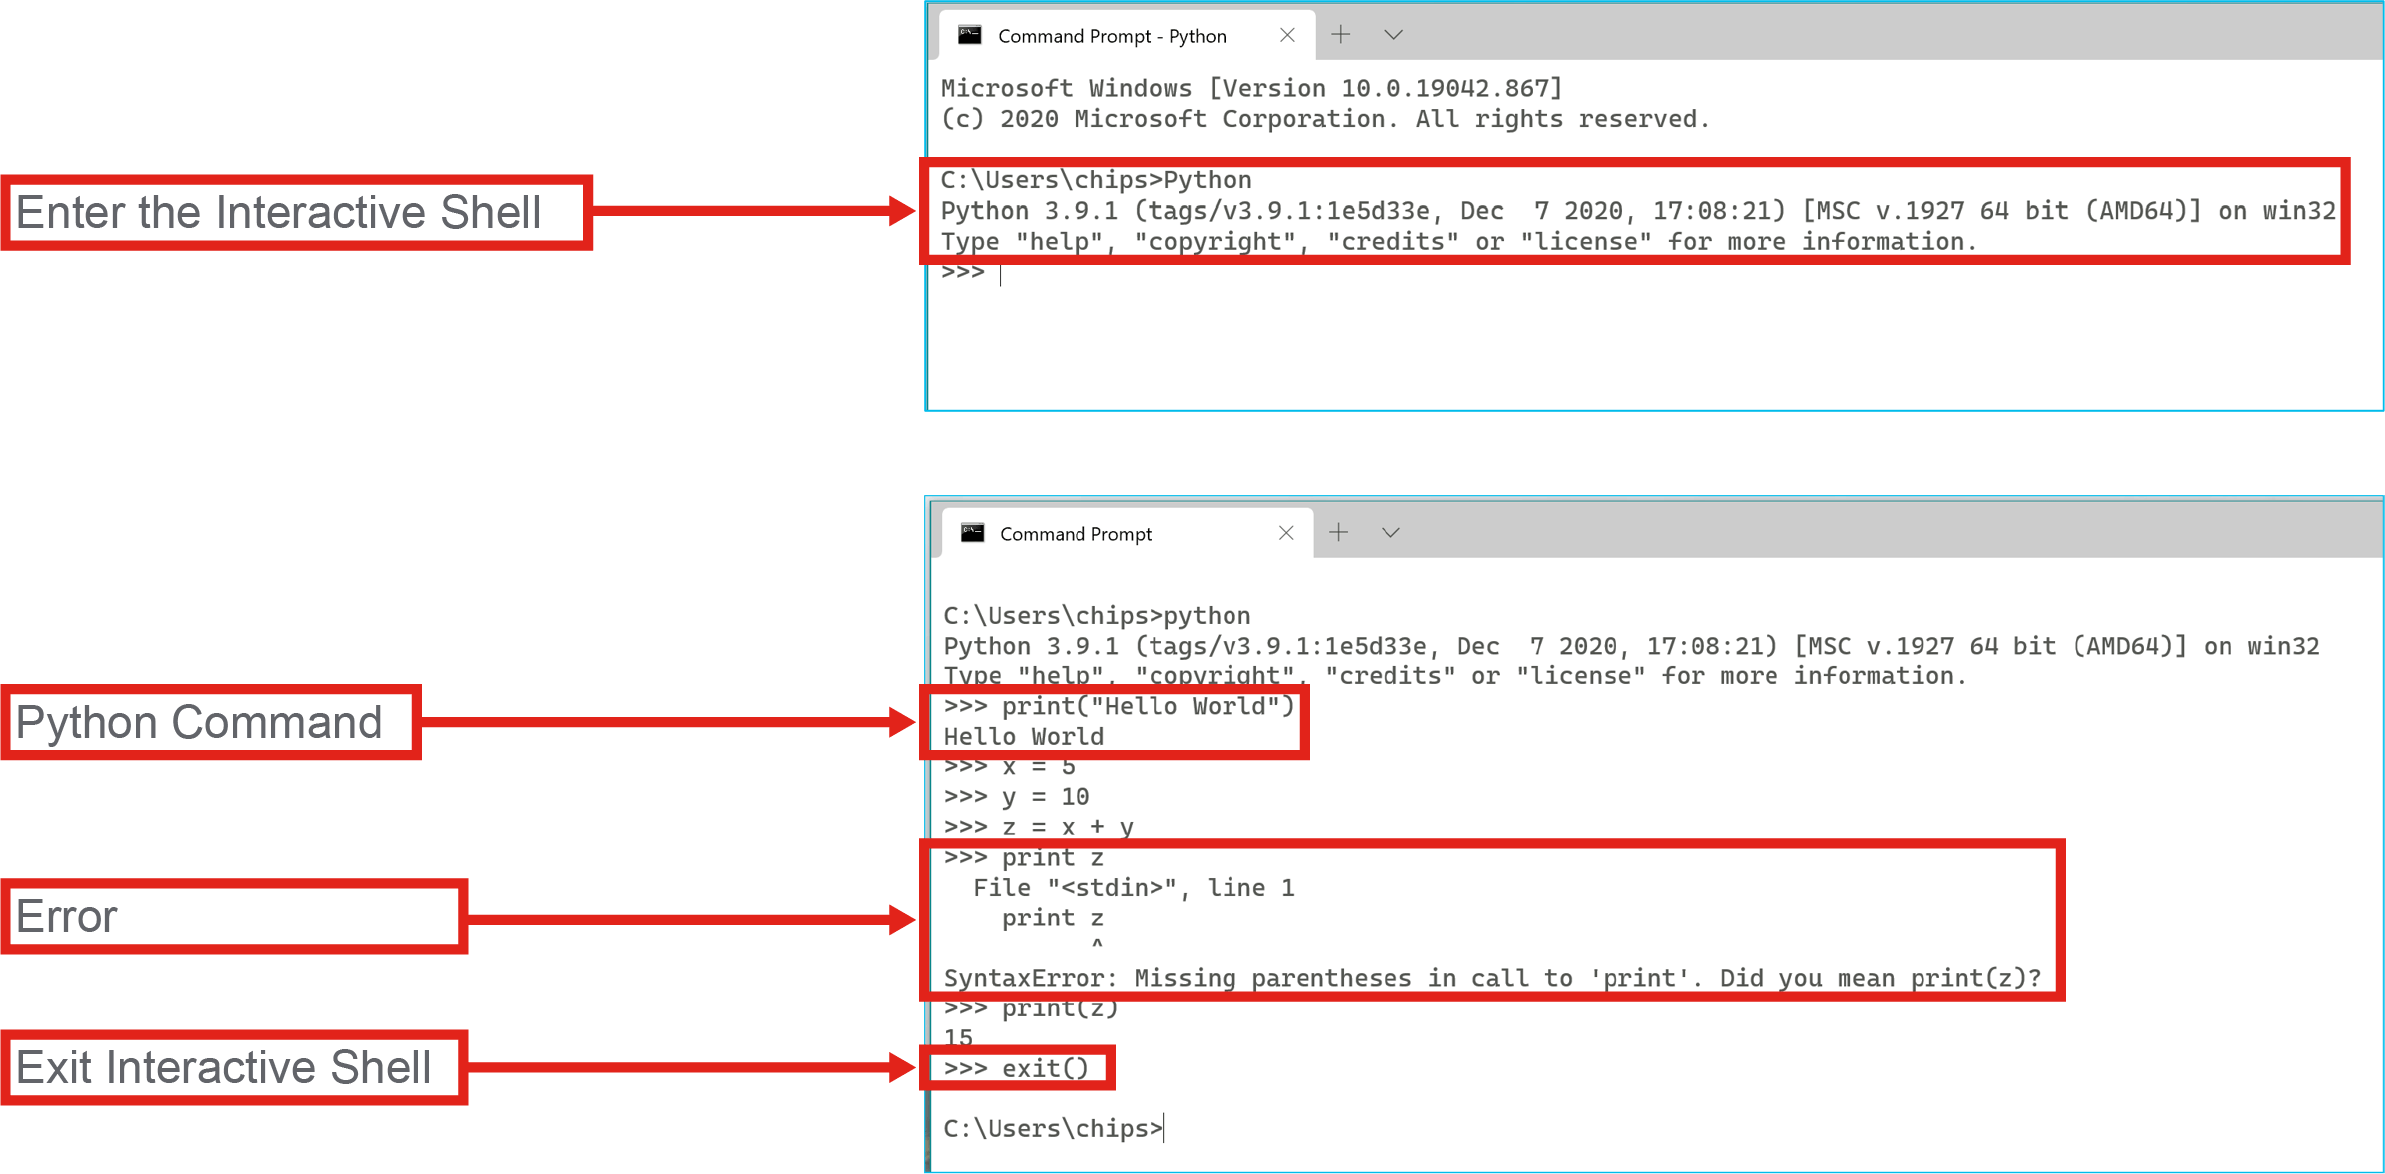 Command Prompt - Python
Microsoft Windows [Version 10.0.19042.867]
(c) 2020 Microsoft Corporation. All rights reserved.
Enter the Interactive Shell
C:\Users\chips>Python
Python 3.9.1 (tags/v3.9.1:1e5d33e, Dec  7 2020, 17:08:21) [MSC v.1927 64 bit (AMD64)] on win32
Type "help", "copyright", "credits" or "license" for more information.
>>>
Command Prompt
C:\Users\chips>python
Python 3.9.1 (tags/v3.9.1:1e5d33e, Dec  7 2020, 17:08:21) [MSC v.1927 64 bit (AMD64)] on win32
Type "help", "copyright", "credits" or "license" for more information.
Python Command
>>> print("Hello World")
Hello World
>>> x = 5
>>> y = 10
>>> z = x + y
Error
>>> print z
  File "<stdin>", line 1
    print z
          ^
SyntaxError: Missing parentheses in call to 'print'. Did you mean print(z)?
>>> print(z)
15
Exit Interactive Shell
>>> exit()
C:\Users\chips>